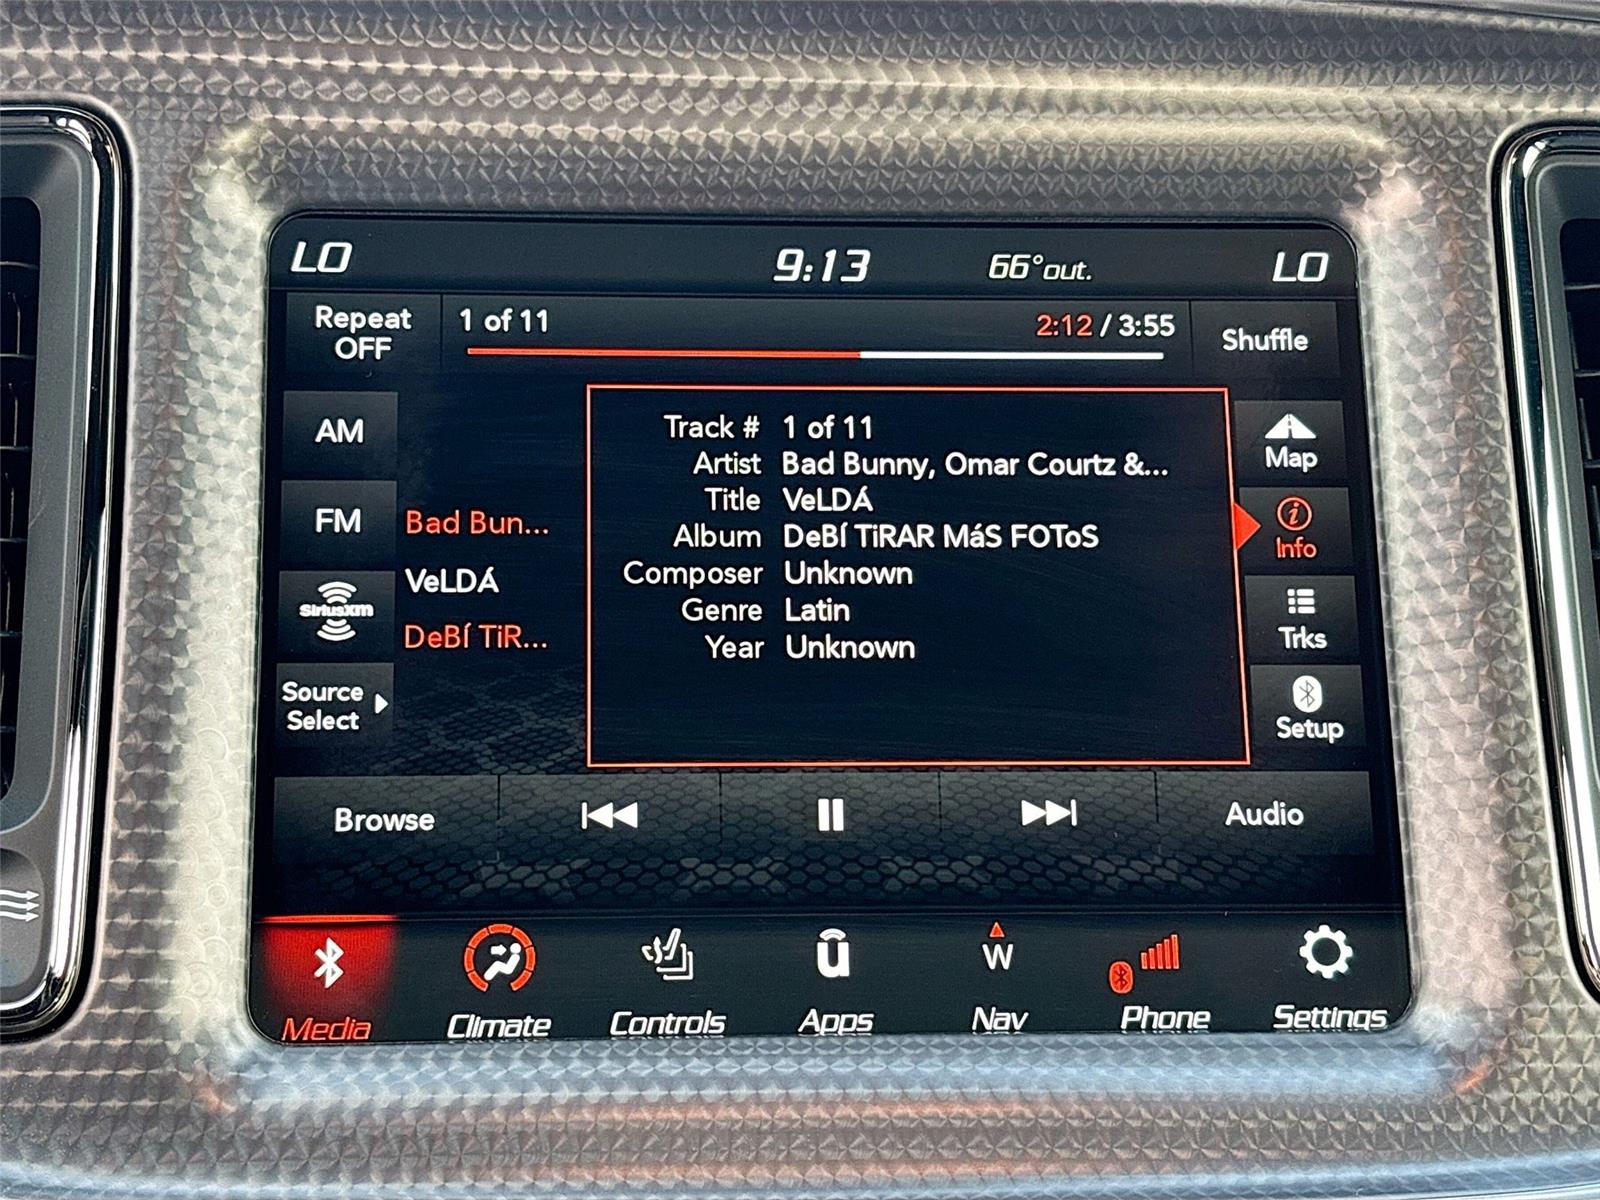 LO 9:13 66°out. LO
Repeat
OFF
1 of 11
2:12 / 3:55
Shuffle
AM
FM
SiriusXM
Source
Select
Bad Bun...
VeLDÁ
DeBÍ TiR...
Track # 1 of 11
Artist Bad Bunny, Omar Courtz &...
Title VeLDÁ
Album DeBÍ TiRAR MáS FOToS
Composer Unknown
Genre Latin
Year Unknown
Map
i
Info
Trks
Setup
Browse
Audio
u
W
Media Climate Controls Apps Nav Phone Settings